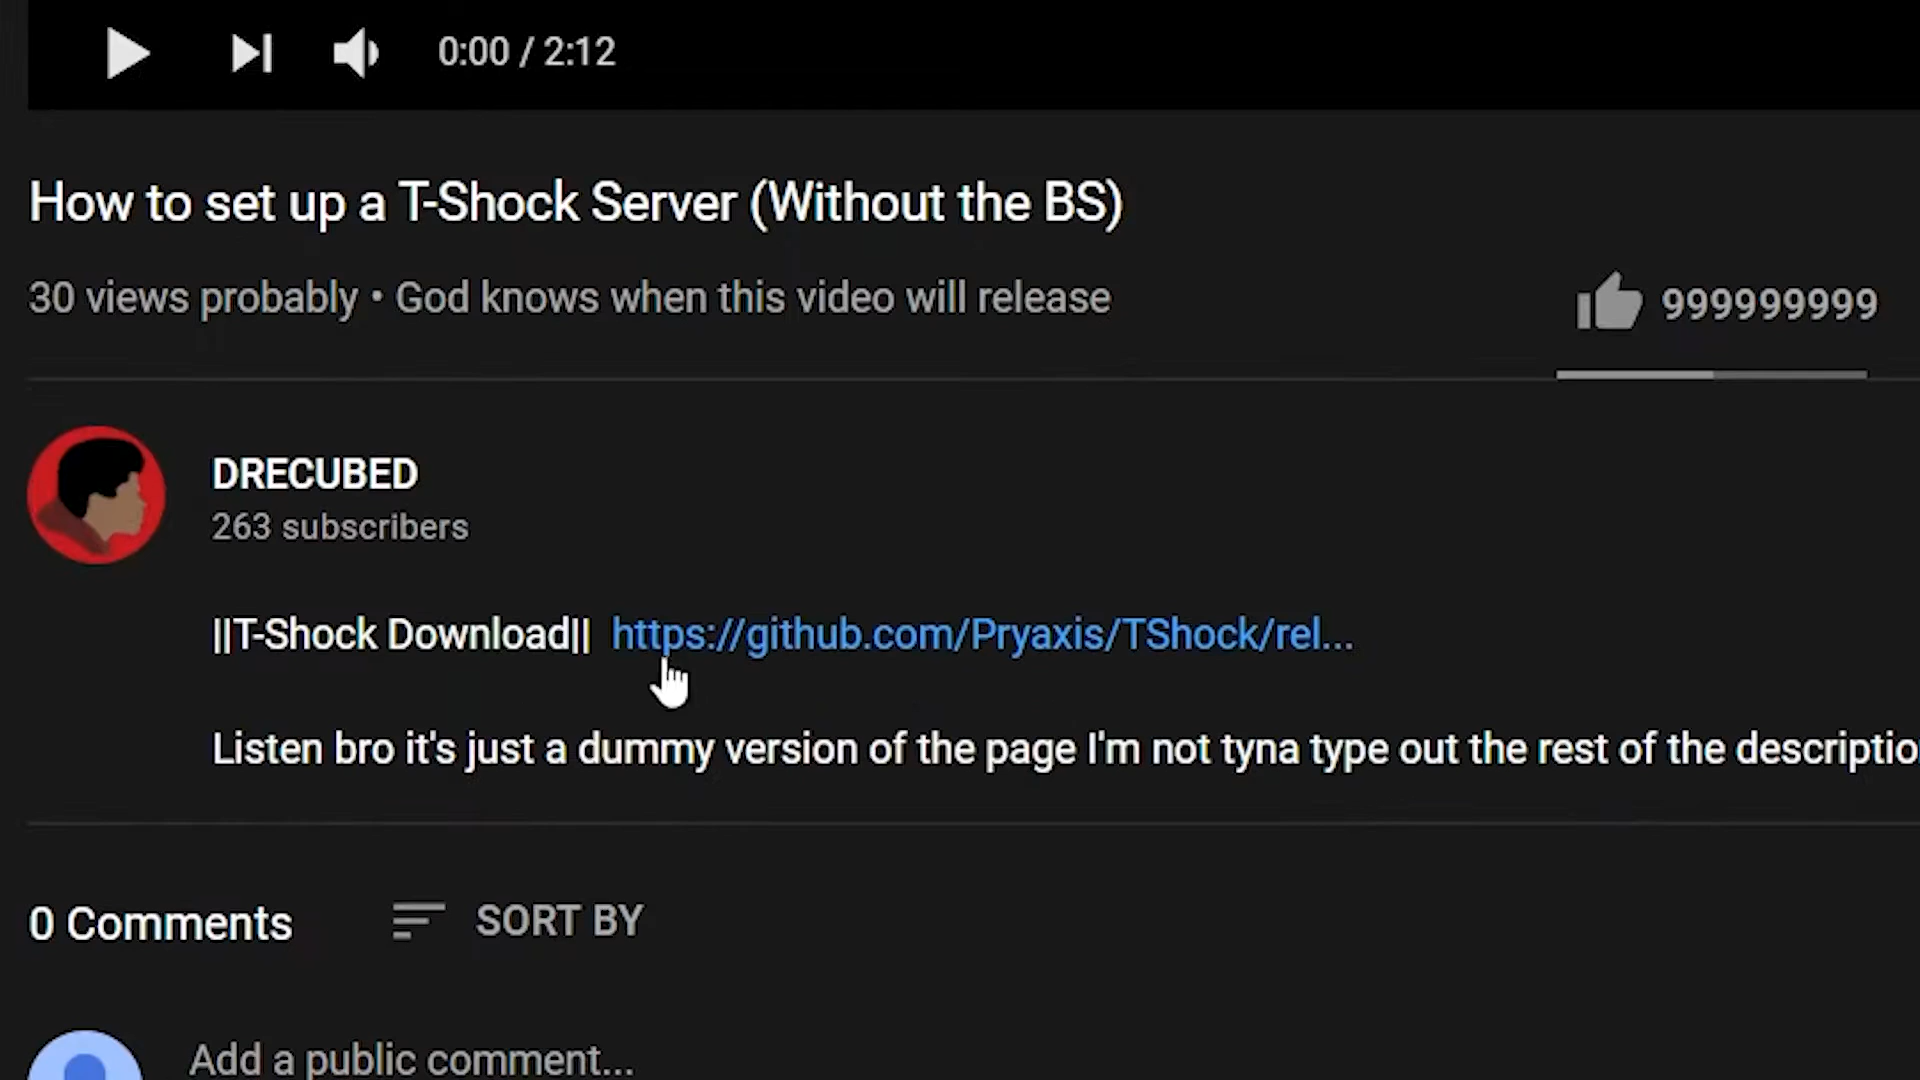 0:00 / 2:12
How to set up a T-Shock Server (Without the BS)
30 views probably • God knows when this video will release
999999999
DRECUBED
263 subscribers
||T-Shock Download|| https://github.com/Pryaxis/TShock/rel...
Listen bro it's just a dummy version of the page I'm not tyna type out the rest of the descriptio
0 Comments
SORT BY
Add a public comment...